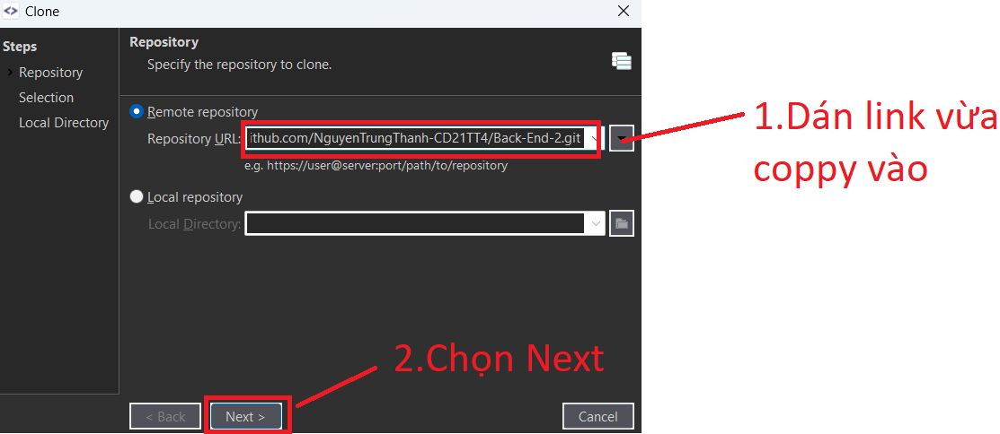 Clone
Steps
Repository
Selection
Local Directory
Repository
Specify the repository to clone.
Remote repository
Repository URL:
ithub.com/NguyenTrungThanh-CD21TT4/Back-End-2.git
e.g. https://user@server:port/path/to/repository
Local repository
Local Directory:
< Back
Next >
Cancel
1.Dán link vừa
coppy vào
2.Chọn Next